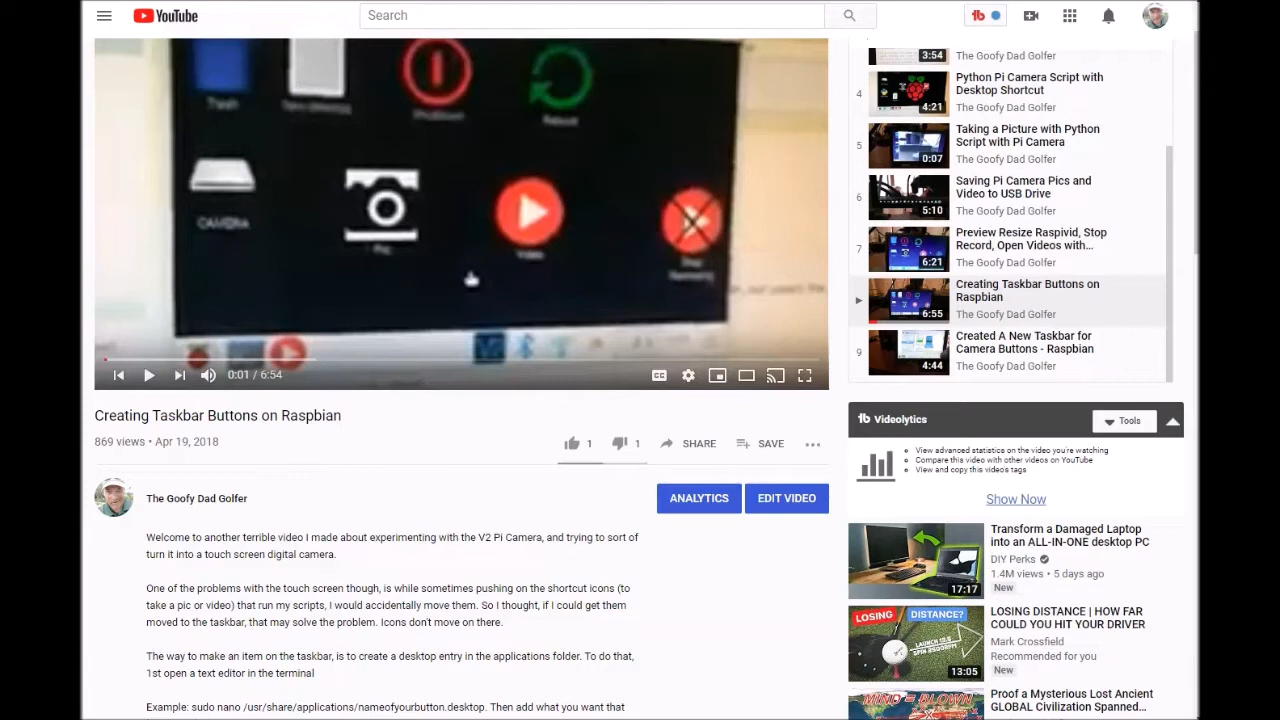 YouTube
Search
Trash
Reboot
Pic
Video
0:01 / 6:54
CC
Creating Taskbar Buttons on Raspbian
869 views • Apr 19, 2018
1
1
SHARE
SAVE
The Goofy Dad Golfer
ANALYTICS
EDIT VIDEO
Welcome to another terrible video I made about experimenting with the V2 Pi Camera, and trying to sort of
turn it into a touch screen digital camera.
One of the problems with the touch screen though, is while sometimes pushing on the shortcut icons (to
take a pic or video) that run my scripts, I would accidentally move them. So I thought, if I could get them
moved to the taskbar, that may solve the problem. Icons don't move on there.
The way to make an item on the taskbar, is to create a desktop entry in the applications folder. To do that,
1st open a text editor in the terminal
3:54
The Goofy Dad Golfer
4
4:21
Python Pi Camera Script with
Desktop Shortcut
The Goofy Dad Golfer
5
0:07
Taking a Picture with Python
Script with Pi Camera
The Goofy Dad Golfer
6
5:10
Saving Pi Camera Pics and
Video to USB Drive
The Goofy Dad Golfer
7
6:21
Preview Resize Raspivid, Stop
Record, Open Videos with...
The Goofy Dad Golfer
6:55
Creating Taskbar Buttons on
Raspbian
The Goofy Dad Golfer
9
4:44
Created A New Taskbar for
Camera Buttons - Raspbian
The Goofy Dad Golfer
tb Videolytics
Tools
View advanced statistics on the video you're watching
Compare this video with other videos on YouTube
View and copy this video's tags
Show Now
17:17
Transform a Damaged Laptop
into an ALL-IN-ONE desktop PC
DIY Perks
1.4M views • 5 days ago
New
LOSING DISTANCE?
13:05
LOSING DISTANCE | HOW FAR
COULD YOU HIT YOUR DRIVER
Mark Crossfield
Recommended for you
New
MIND = BLOWN
Proof a Mysterious Lost Ancient
GLOBAL Civilization Spanned...